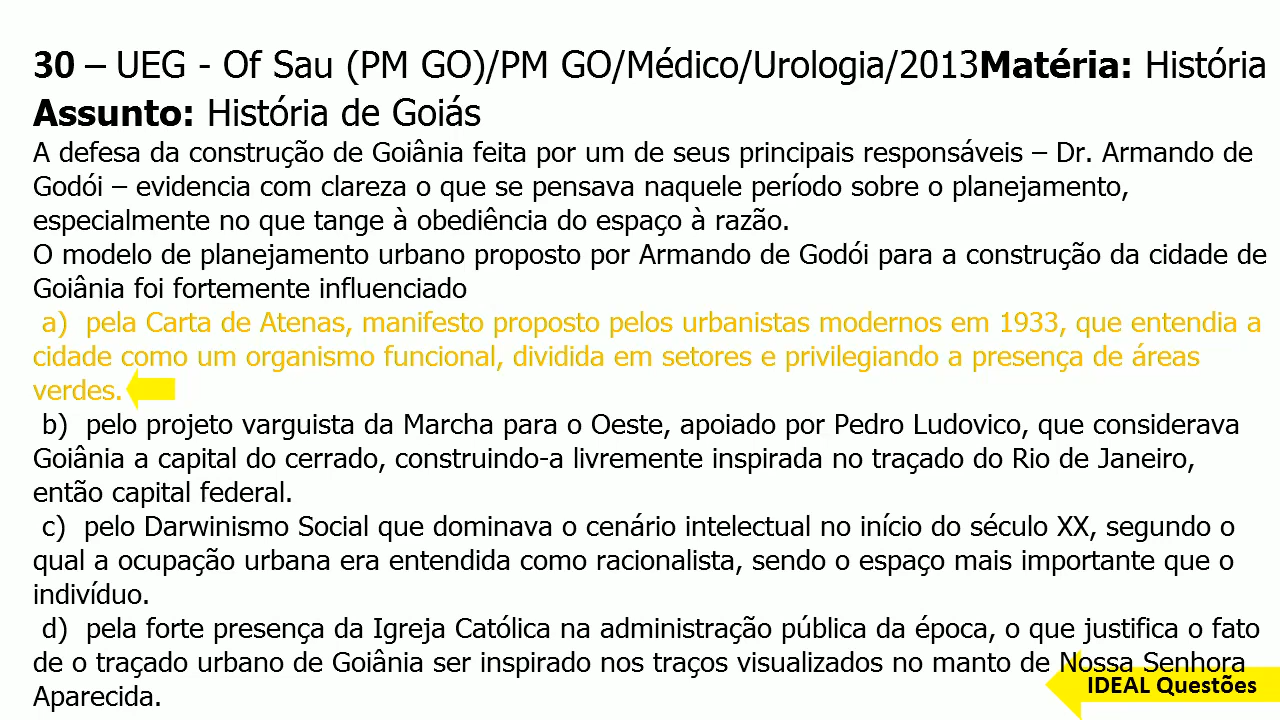 30 – UEG - Of Sau (PM GO)/PM GO/Médico/Urologia/2013Matéria: História
Assunto: História de Goiás
A defesa da construção de Goiânia feita por um de seus principais responsáveis – Dr. Armando de
Godói – evidencia com clareza o que se pensava naquele período sobre o planejamento,
especialmente no que tange à obediência do espaço à razão.
O modelo de planejamento urbano proposto por Armando de Godói para a construção da cidade de
Goiânia foi fortemente influenciado
a) pela Carta de Atenas, manifesto proposto pelos urbanistas modernos em 1933, que entendia a
cidade como um organismo funcional, dividida em setores e privilegiando a presença de áreas
verdes.
b) pelo projeto varguista da Marcha para o Oeste, apoiado por Pedro Ludovico, que considerava
Goiânia a capital do cerrado, construindo-a livremente inspirada no traçado do Rio de Janeiro,
então capital federal.
c) pelo Darwinismo Social que dominava o cenário intelectual no início do século XX, segundo o
qual a ocupação urbana era entendida como racionalista, sendo o espaço mais importante que o
indivíduo.
d) pela forte presença da Igreja Católica na administração pública da época, o que justifica o fato
de o traçado urbano de Goiânia ser inspirado nos traços visualizados no manto de Nossa Senhora
Aparecida.
IDEAL Questões